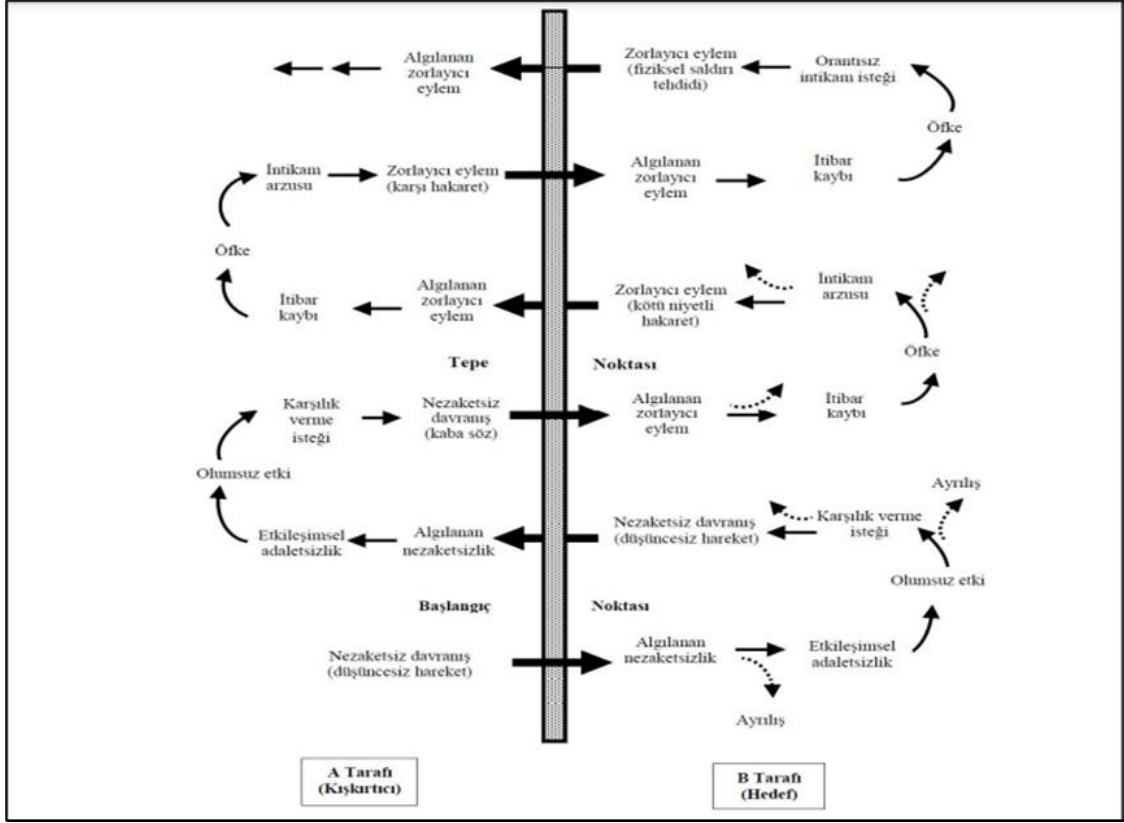 Algılanan
zorlayıcı
eylem
Zorlayıcı eylem
(fiziksel saldırı
tehdidi)
Orantısız
intikam isteği
Öfke
İntikam
arzusu
Zorlayıcı eylem
(karşı hakaret)
Algılanan
zorlayıcı
eylem
İtibar
kaybı
Öfke
İtibar
kaybı
Algılanan
zorlayıcı
eylem
Zorlayıcı eylem
(kötü niyetli
hakaret)
İntikam
arzusu
Öfke
Tepe Noktası
Karşılık
verme
isteği
Nezaketsiz
davranış
(kaba söz)
Algılanan
zorlayıcı
eylem
İtibar
kaybı
Olumsuz etki
Ayrılış
Etkileşimsel
adaletsizlik
Algılanan
nezaketsizlik
Nezaketsiz davranış
(düşüncesiz hareket)
Karşılık verme
isteği
Olumsuz etki
Başlangıç Noktası
Nezaketsiz davranış
(düşüncesiz hareket)
Algılanan
nezaketsizlik
Etkileşimsel
adaletsizlik
Ayrılış
A Tarafı
(Kışkırtıcı)
B Tarafı
(Hedef)